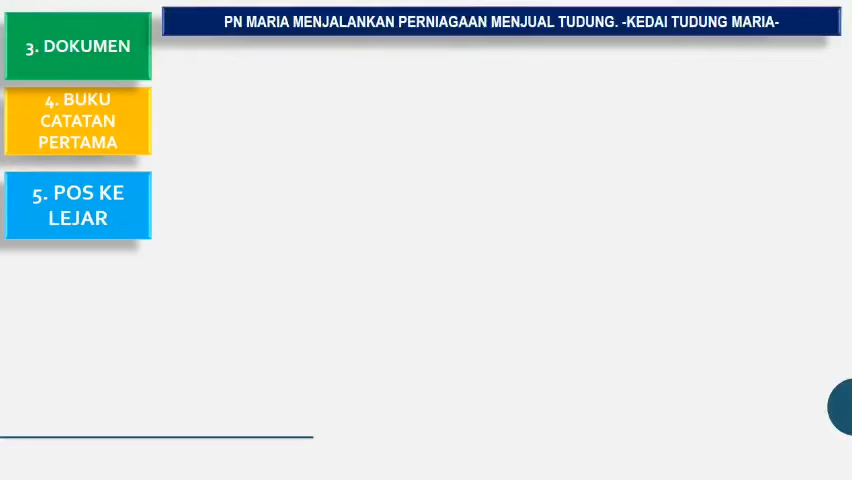 PN MARIA MENJALANKAN PERNIAGAAN MENJUAL TUDUNG. -KEDAI TUDUNG MARIA-
3. DOKUMEN
4. BUKU
CATATAN
PERTAMA
5. POS KE
LEJAR